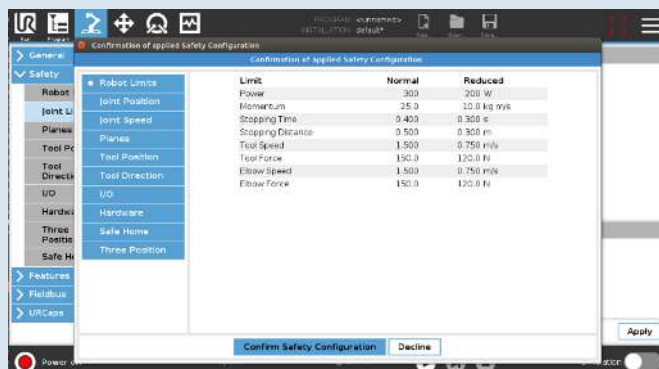 UR
PROGRAM <unnamed>
INSTALLATION default*
General
Safety
Robot
Joint Li
Planes
Tool Po
Tool
Directi
I/O
Hardwa
Three
Positio
Safe H
Features
Fieldbus
URCaps
Confirmation of applied Safety Configuration
Confirmation of applied Safety Configuration
Robot Limits
Joint Position
Joint Speed
Planes
Tool Position
Tool Direction
I/O
Hardware
Safe Home
Three Position
Limit Normal Reduced
Power 300 200 W
Momentum 25.0 10.0 kg m/s
Stopping Time 0.400 0.300 s
Stopping Distance 0.500 0.300 m
Tool Speed 1.500 0.750 m/s
Tool Force 150.0 120.0 N
Elbow Speed 1.500 0.750 m/s
Elbow Force 150.0 120.0 N
Confirm Safety Configuration Decline
Apply
Power o